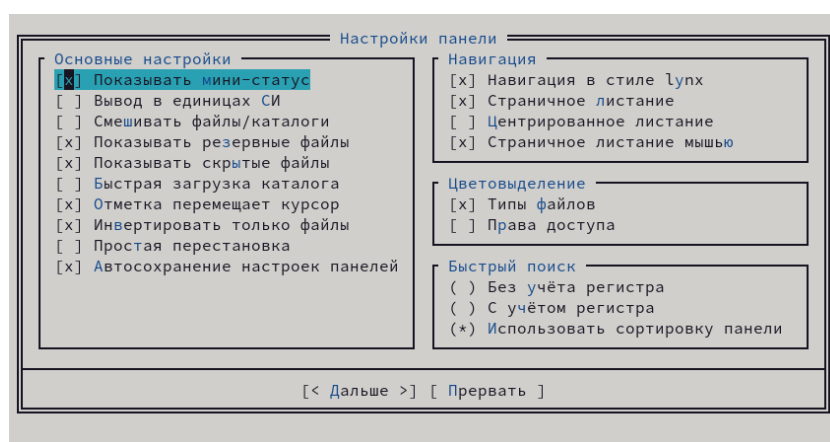 Настройки панели
Основные настройки
[x] Показывать мини-статус
[ ] Вывод в единицах СИ
[ ] Смешивать файлы/каталоги
[x] Показывать резервные файлы
[x] Показывать скрытые файлы
[ ] Быстрая загрузка каталога
[x] Отметка перемещает курсор
[x] Инвертировать только файлы
[ ] Простая перестановка
[x] Автосохранение настроек панелей
Навигация
[x] Навигация в стиле lynx
[x] Страничное листание
[ ] Центрированное листание
[x] Страничное листание мышью
Цветовыделение
[x] Типы файлов
[ ] Права доступа
Быстрый поиск
( ) Без учёта регистра
( ) С учётом регистра
(*) Использовать сортировку панели
[< Дальше >] [ Прервать ]